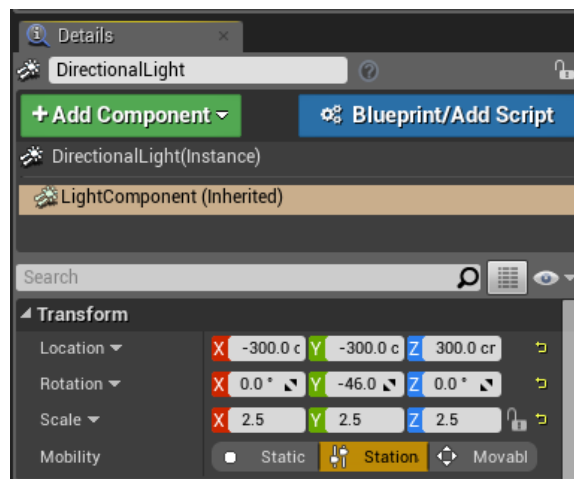 Details
DirectionalLight
+ Add Component
Blueprint/Add Script
DirectionalLight(Instance)
LightComponent (Inherited)
Search
Transform
Location X -300.0 c Y -300.0 c Z 300.0 cr
Rotation X 0.0 ° Y -46.0 Z 0.0 °
Scale X 2.5 Y 2.5 Z 2.5
Mobility Static Station Movabl